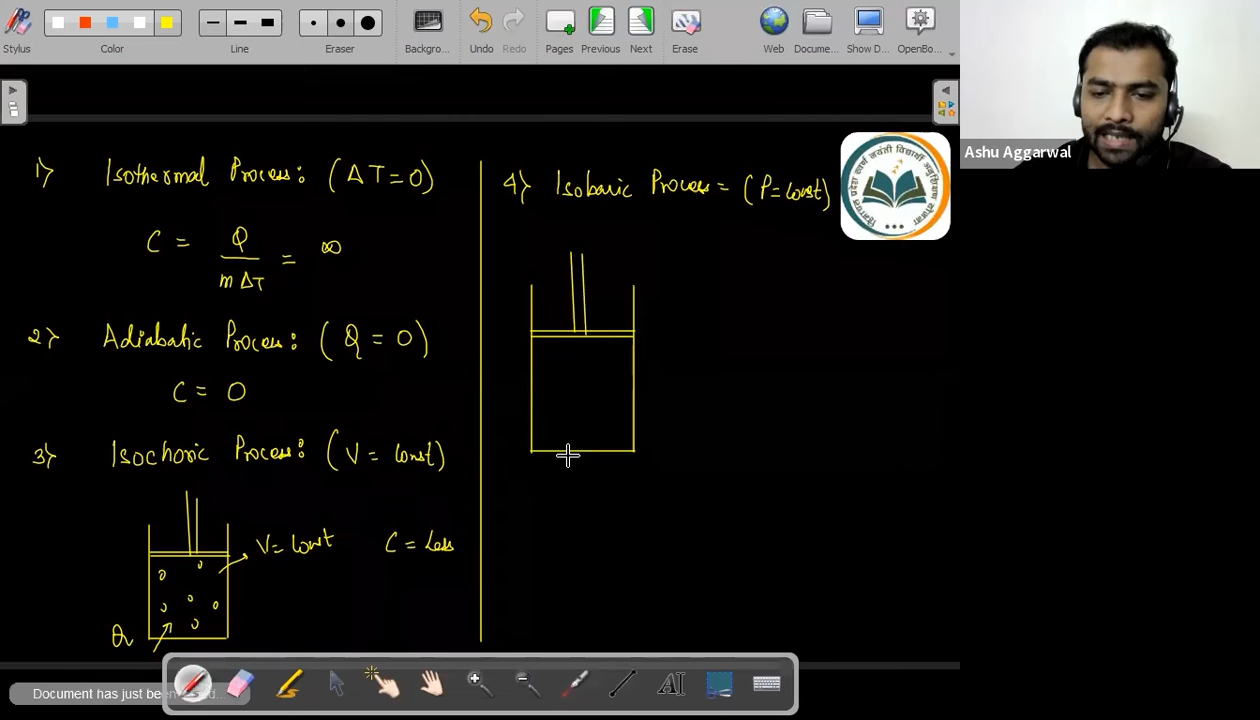 Stylus
Color
Line
Eraser
Backgro...
Undo
Redo
Pages
Previous
Next
Erase
Web
Docume...
Show D...
OpenBo...
Ashu Aggarwal
1) Isothermal Process: (ΔT=0)
C = Q / mΔT = ∞
2) Adiabatic Process: (Q = 0)
C = 0
3) Isochoric Process: (V = const)
V = const
C = Less
Q
4) Isobaric Process = (P = const)
Document has just been